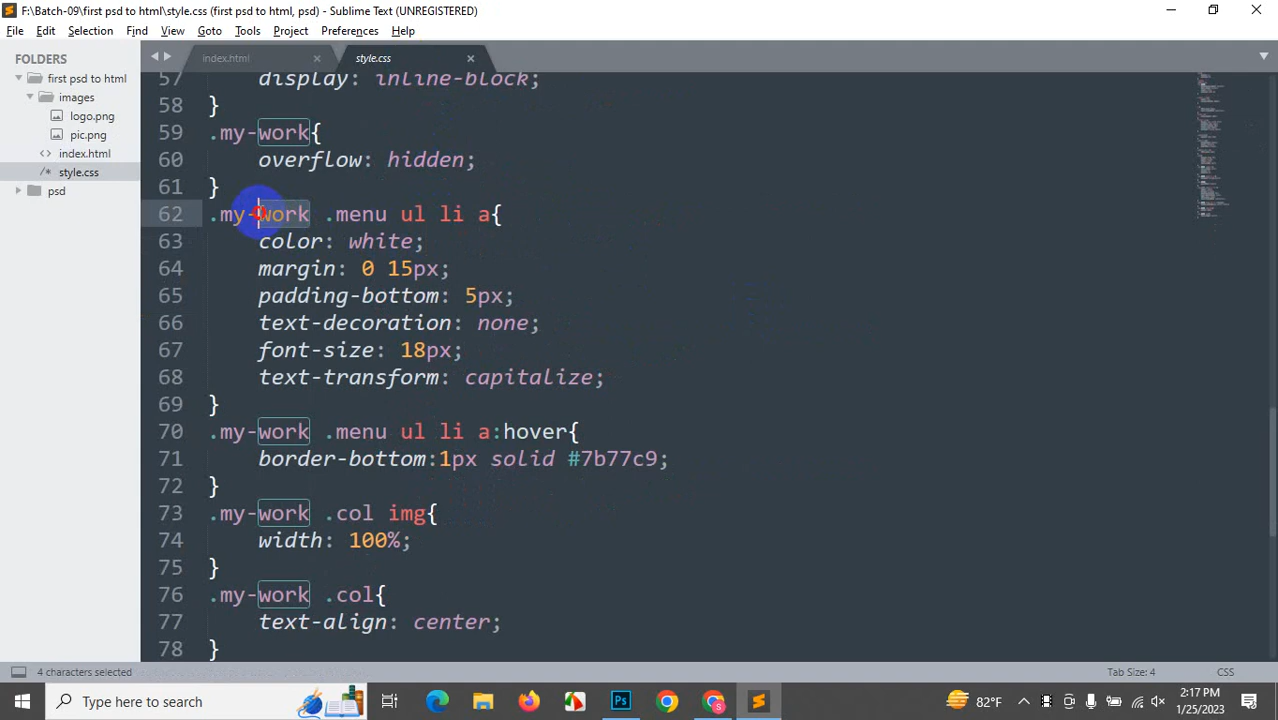 F:\Batch-09\first psd to html\style.css (first psd to html, psd) - Sublime Text (UNREGISTERED)
File Edit Selection Find View Goto Tools Project Preferences Help
FOLDERS
first psd to html
images
logo.png
pic.png
index.html
style.css
psd
index.html
style.css
57 display: inline-block;
58 }
59 .my-work{
60 overflow: hidden;
61 }
62 .my-work .menu ul li a{
63 color: white;
64 margin: 0 15px;
65 padding-bottom: 5px;
66 text-decoration: none;
67 font-size: 18px;
68 text-transform: capitalize;
69 }
70 .my-work .menu ul li a:hover{
71 border-bottom:1px solid #7b77c9;
72 }
73 .my-work .col img{
74 width: 100%;
75 }
76 .my-work .col{
77 text-align: center;
78 }
4 characters selected
Tab Size: 4
CSS
Type here to search
Ps
S
82°F
2:17 PM
1/25/2023